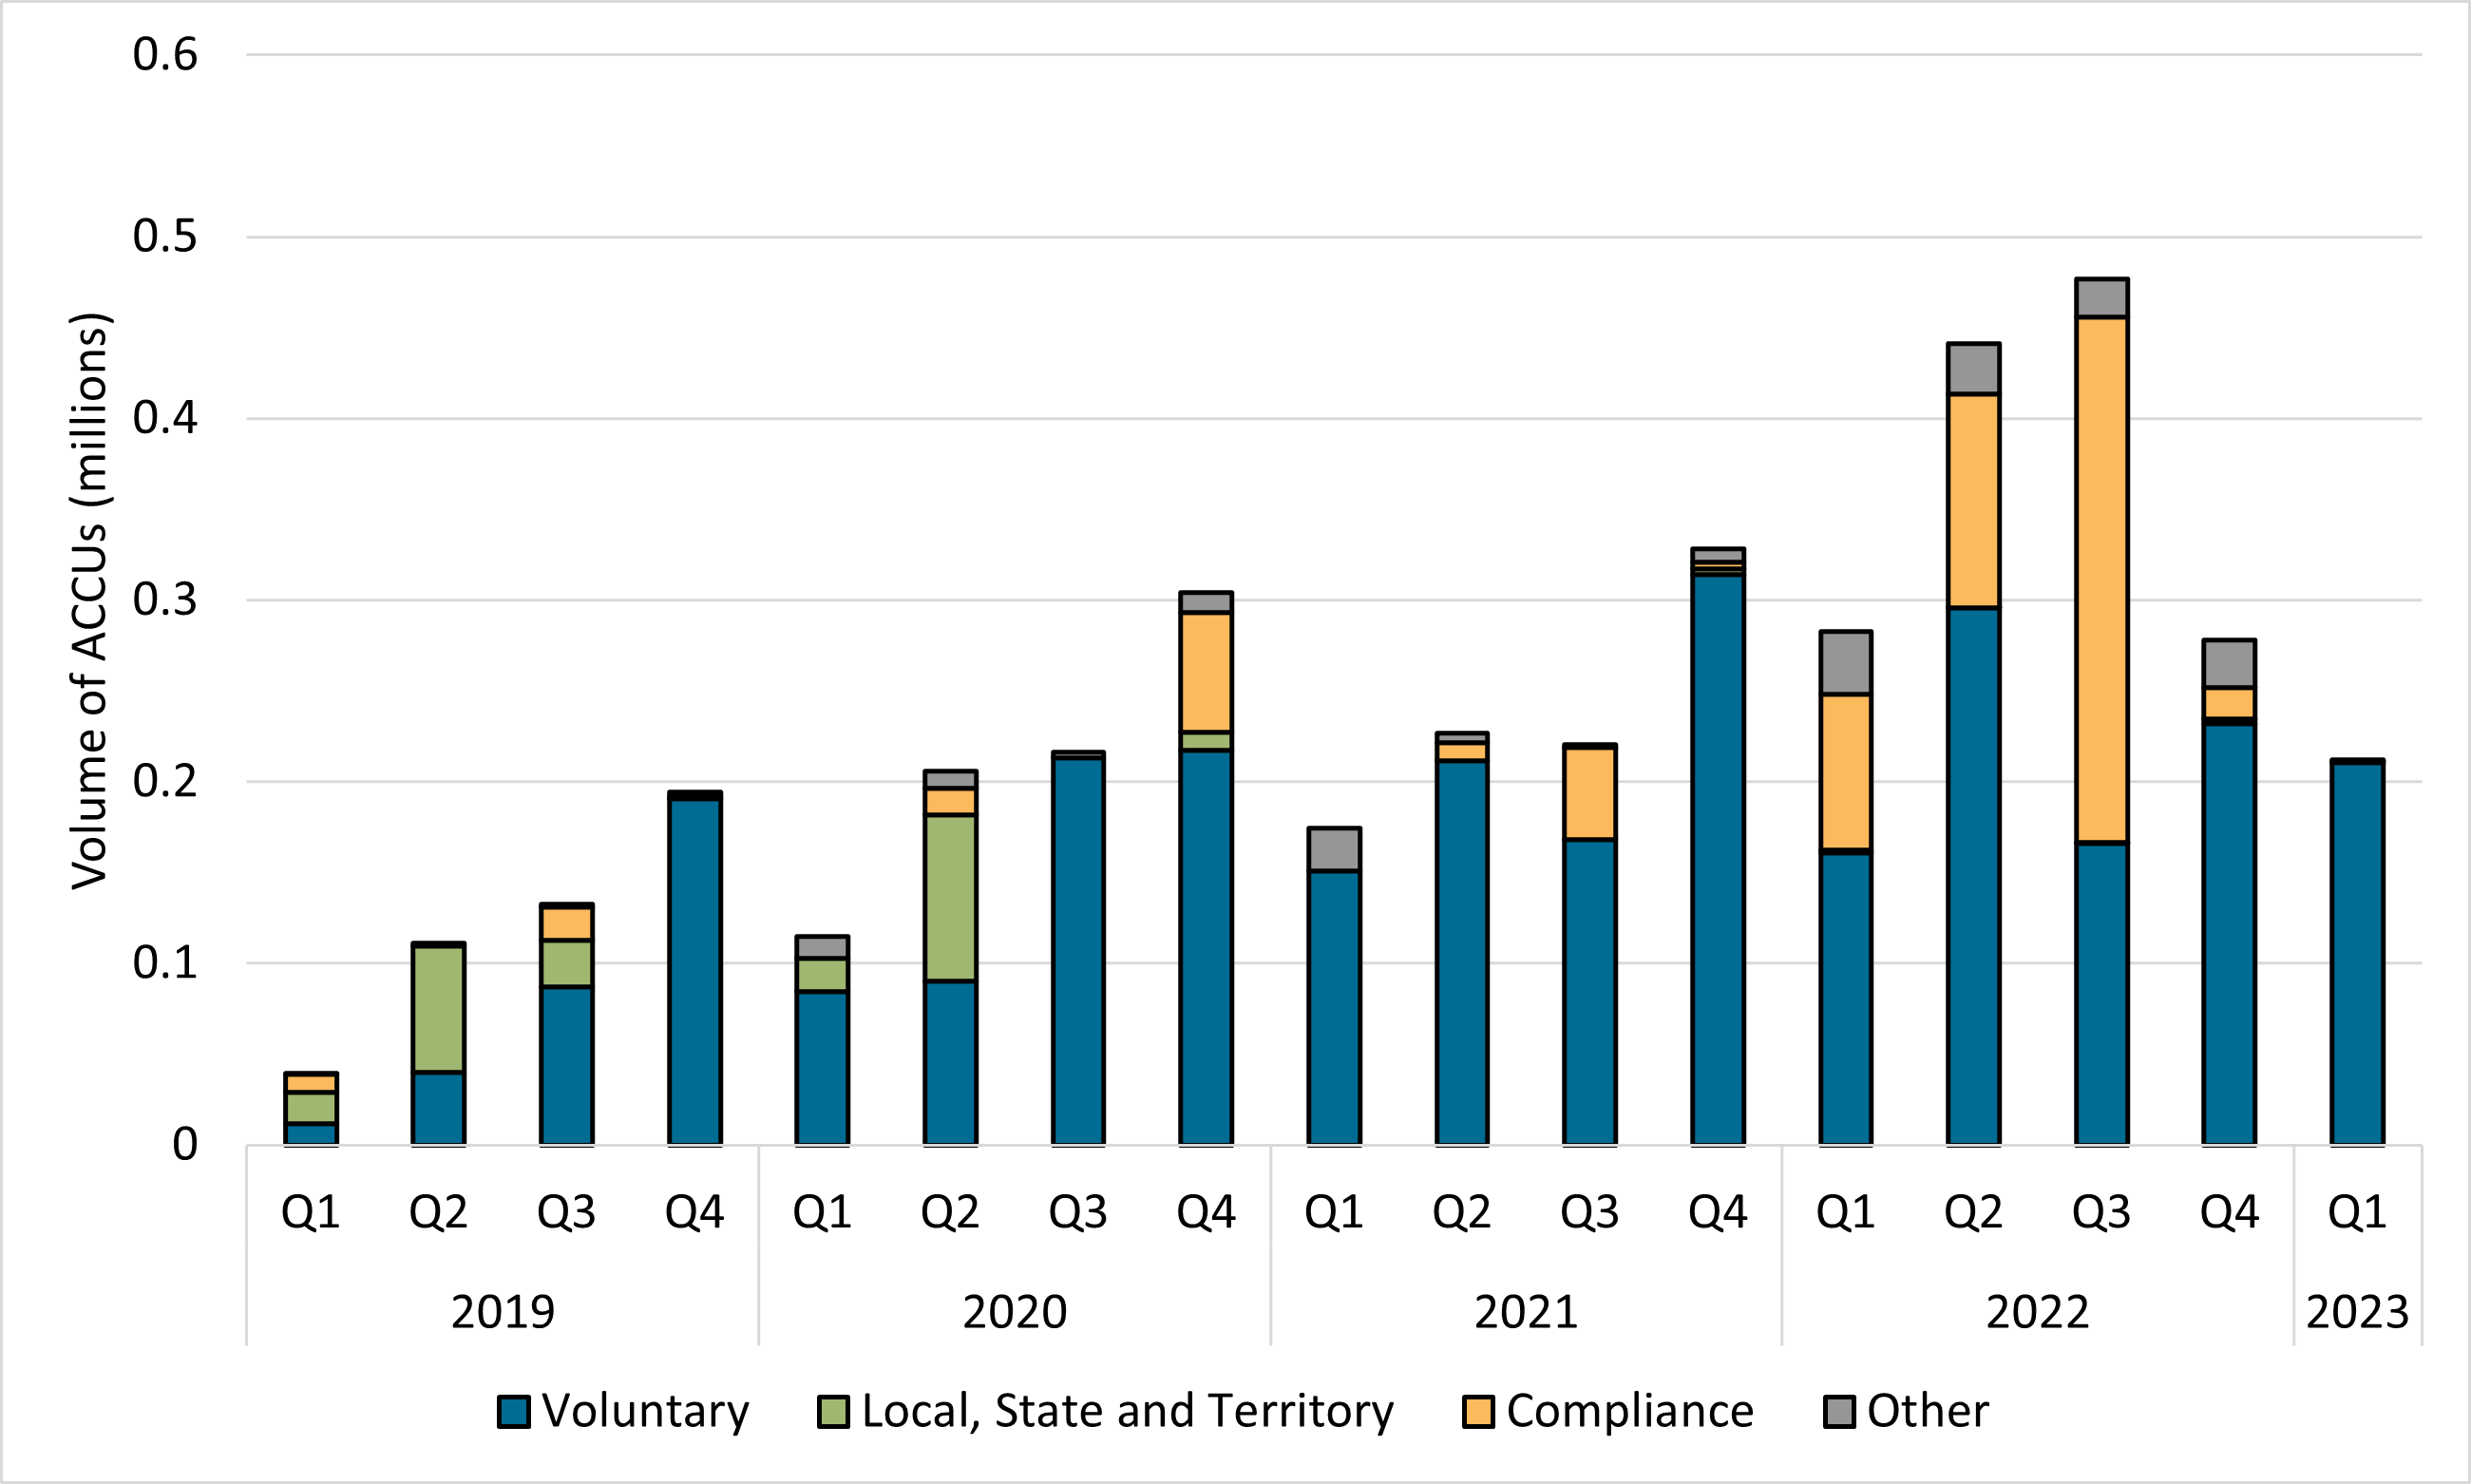 0.6
0.5
0.4
0.3
0.2
0.1
0
Volume of ACCUs (millions)
Q1 Q2 Q3 Q4 Q1 Q2 Q3 Q4 Q1 Q2 Q3 Q4 Q1 Q2 Q3 Q4 Q1
2019 2020 2021 2022 2023
Voluntary Local, State and Territory Compliance Other